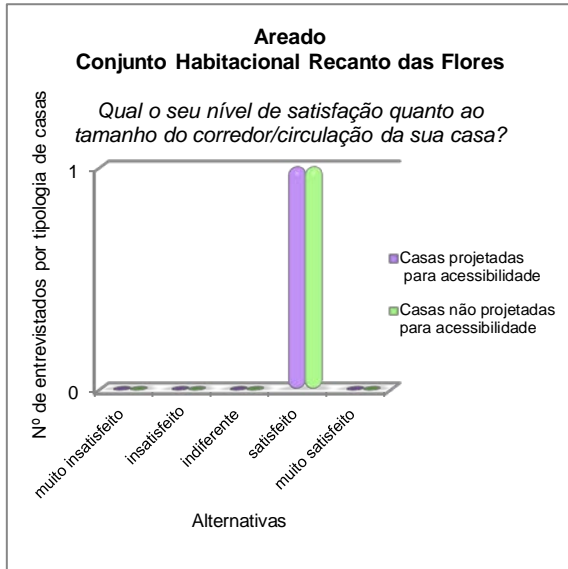 Areado
Conjunto Habitacional Recanto das Flores
Qual o seu nível de satisfação quanto ao
tamanho do corredor/circulação da sua casa?
Nº de entrevistados por tipologia de casas
1
0
muito insatisfeito
insatisfeito
indiferente
satisfeito
muito satisfeito
Alternativas
Casas projetadas
para acessibilidade
Casas não projetadas
para acessibilidade